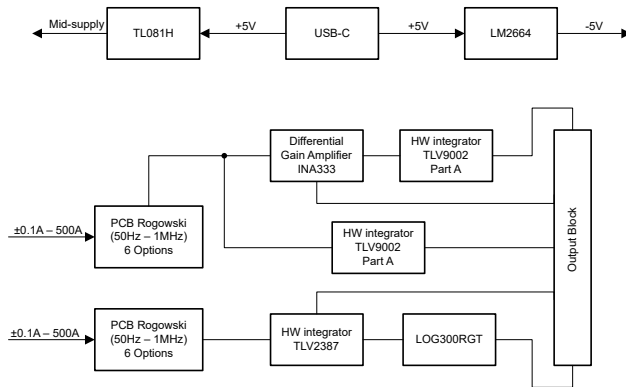 Mid-supply
TL081H
+5V
USB-C
+5V
LM2664
-5V
Differential
Gain Amplifier
INA333
HW integrator
TLV9002
Part A
±0.1A – 500A
PCB Rogowski
(50Hz – 1MHz)
6 Options
HW integrator
TLV9002
Part A
Output Block
±0.1A – 500A
PCB Rogowski
(50Hz – 1MHz)
6 Options
HW integrator
TLV2387
LOG300RGT